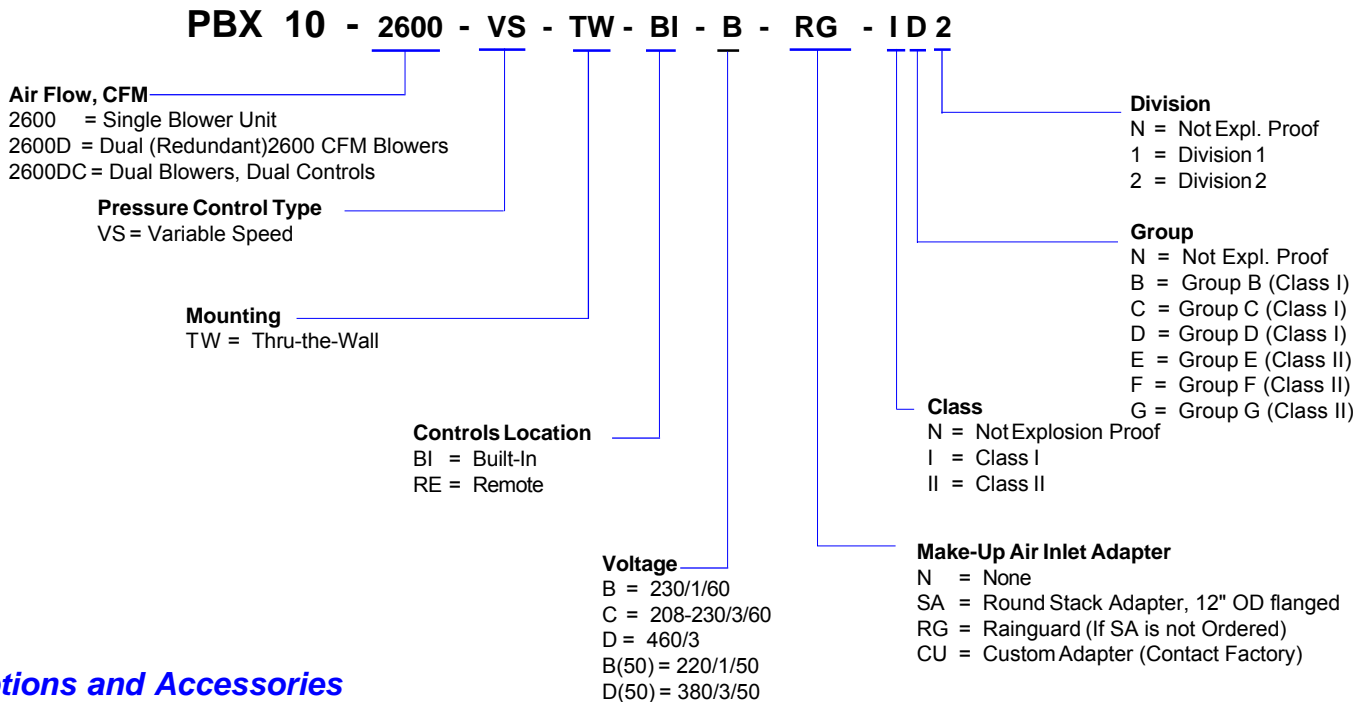 PBX 10 - 2600 - VS - TW - BI - B - RG - I D 2
Air Flow, CFM
2600 = Single Blower Unit
2600D = Dual (Redundant)2600 CFM Blowers
2600DC = Dual Blowers, Dual Controls
Pressure Control Type
VS = Variable Speed
Mounting
TW = Thru-the-Wall
Controls Location
BI = Built-In
RE = Remote
Voltage
B = 230/1/60
C = 208-230/3/60
D = 460/3
B(50) = 220/1/50
D(50) = 380/3/50
Division
N = Not Expl. Proof
1 = Division 1
2 = Division 2
Group
N = Not Expl. Proof
B = Group B (Class I)
C = Group C (Class I)
D = Group D (Class I)
E = Group E (Class II)
F = Group F (Class II)
G = Group G (Class II)
Class
N = Not Explosion Proof
I = Class I
II = Class II
Make-Up Air Inlet Adapter
N = None
SA = Round Stack Adapter, 12" OD flanged
RG = Rainguard (If SA is not Ordered)
CU = Custom Adapter (Contact Factory)
tions and Accessories